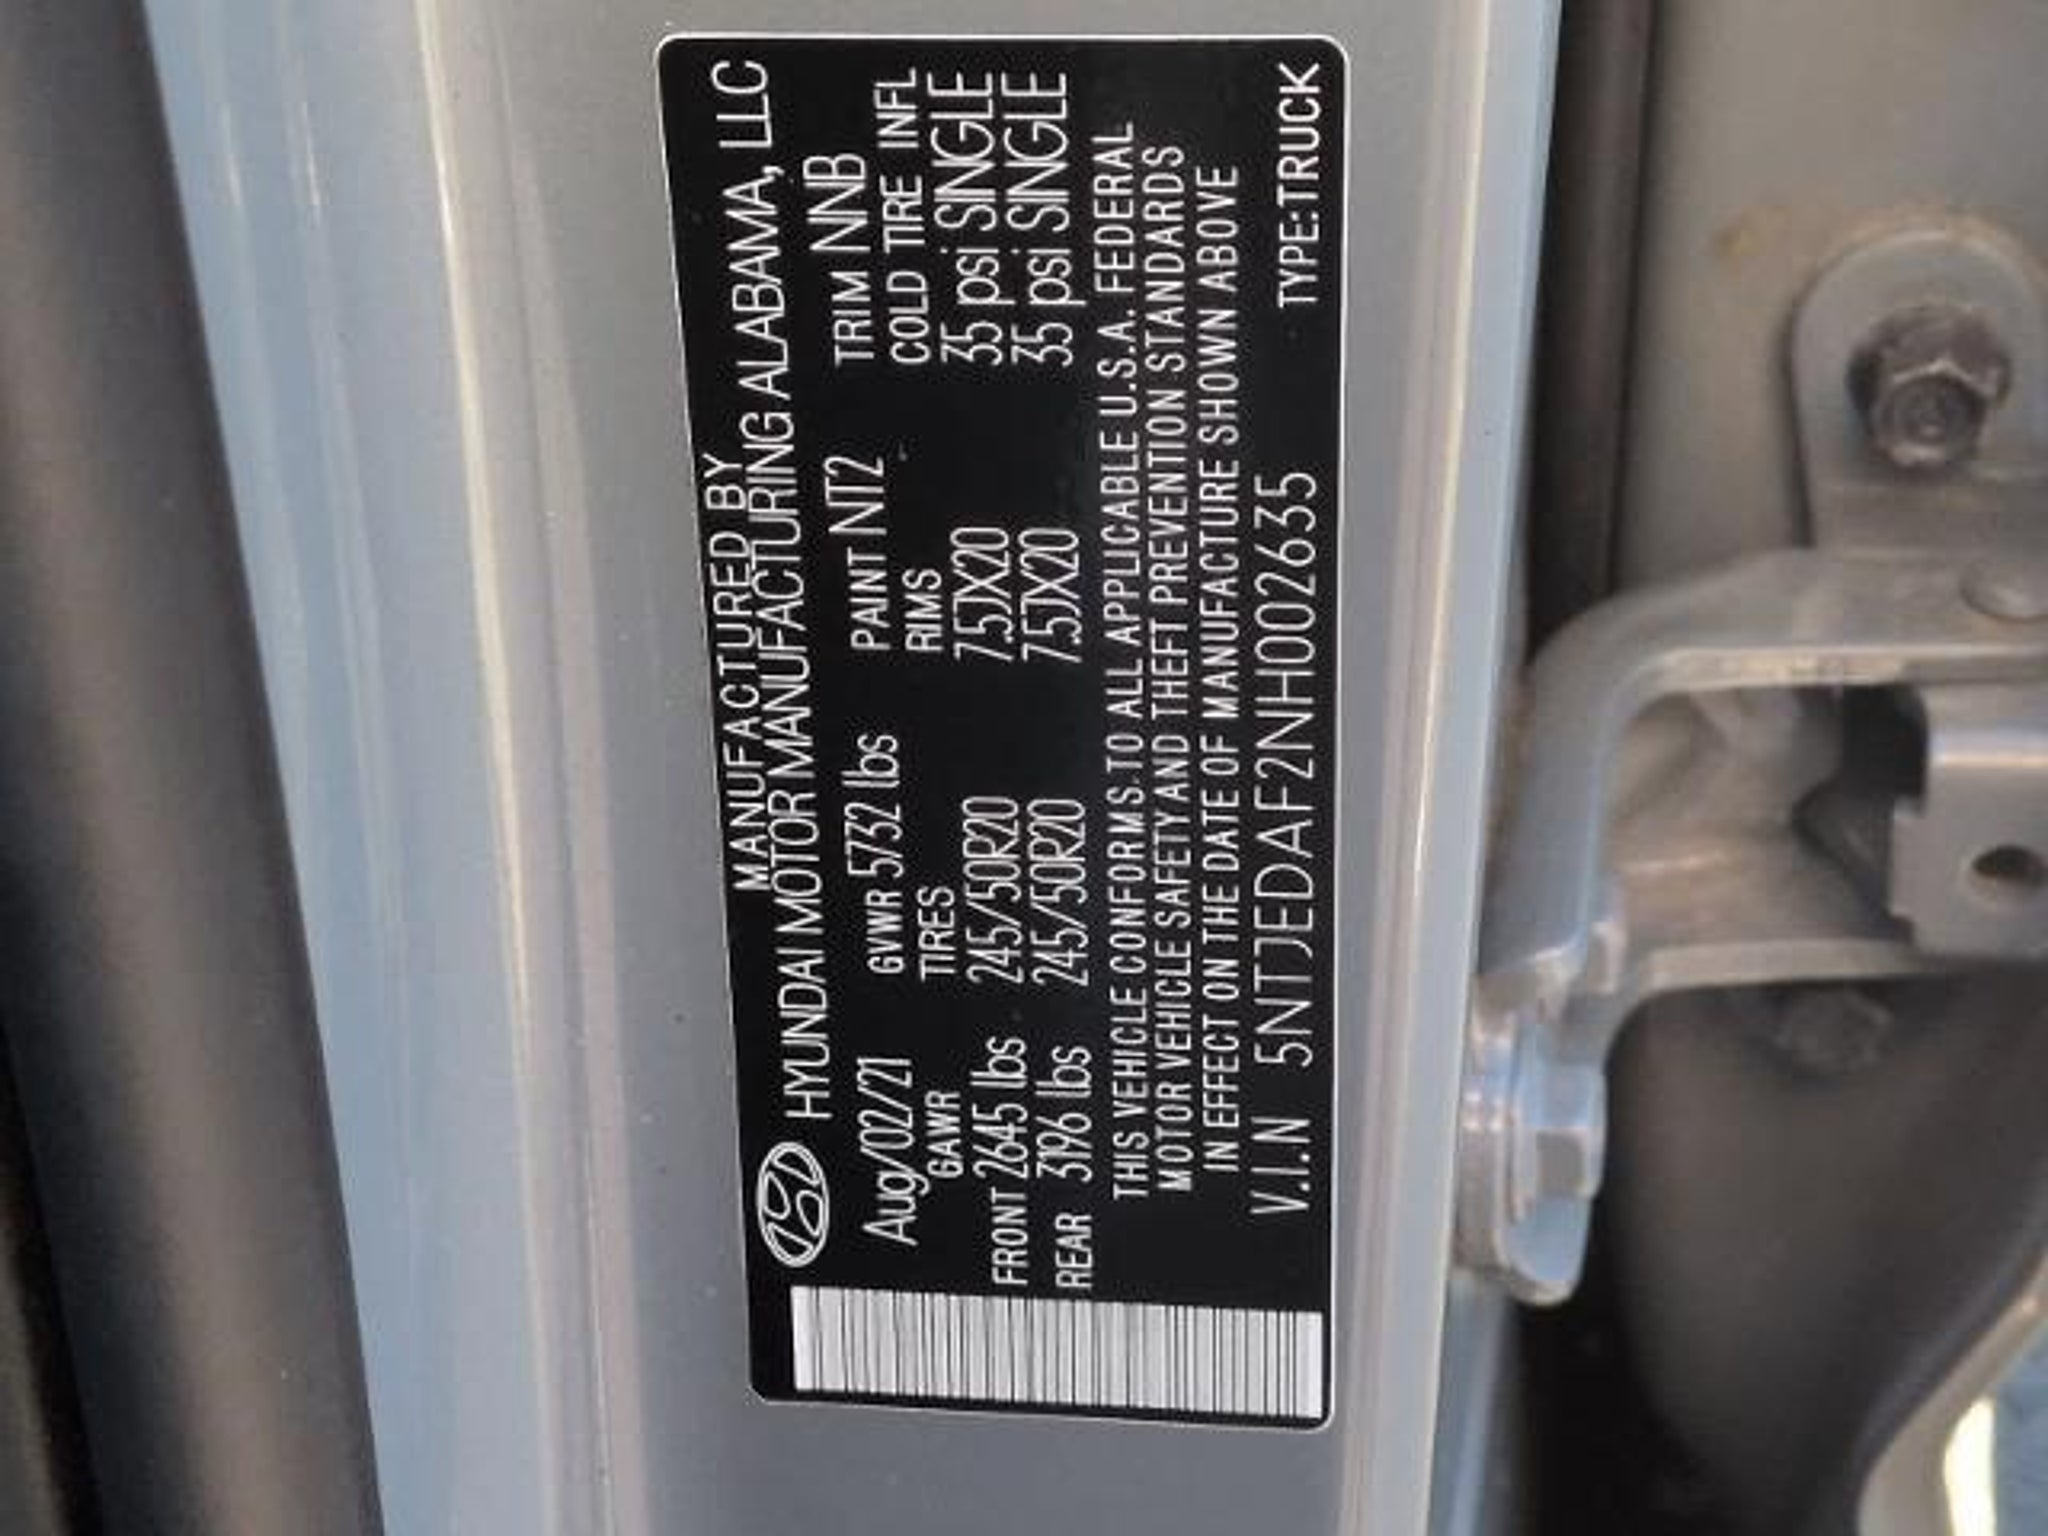 MANUFACTURED BY
HYUNDAI MOTOR MANUFACTURING ALABAMA, LLC
Aug/02/21 GVWR 5732 lbs PAINT NT2 TRIM NNB
GAWR TIRES RIMS COLD TIRE INFL
FRONT 2645 lbs 245/50R20 7.5JX20 35 psi SINGLE
REAR 3196 lbs 245/50R20 7.5JX20 35 psi SINGLE
THIS VEHICLE CONFORMS TO ALL APPLICABLE U.S.A. FEDERAL
MOTOR VEHICLE SAFETY AND THEFT PREVENTION STANDARDS
IN EFFECT ON THE DATE OF MANUFACTURE SHOWN ABOVE
V.I.N 5NTJEDAF2NH002635 TYPE:TRUCK